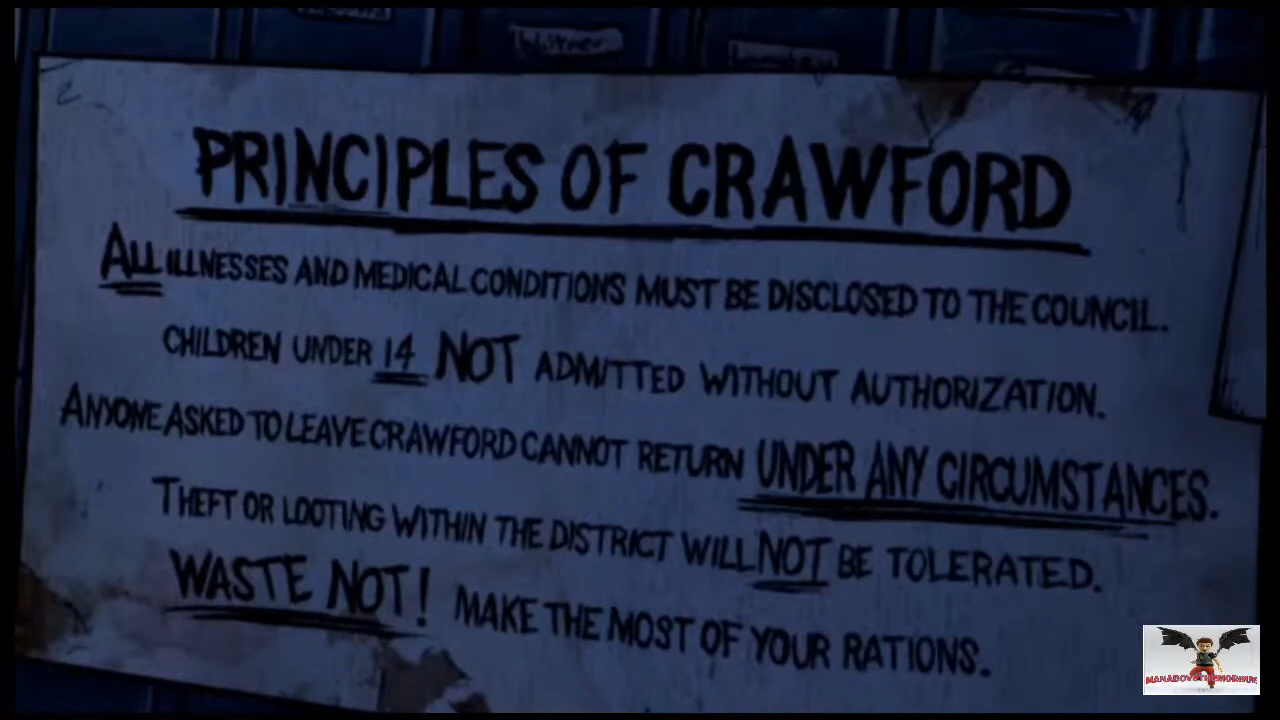 Wittner
PRINCIPLES OF CRAWFORD
ALL ILLNESSES AND MEDICAL CONDITIONS MUST BE DISCLOSED TO THE COUNCIL.
CHILDREN UNDER 14 NOT ADMITTED WITHOUT AUTHORIZATION.
ANYONE ASKED TO LEAVE CRAWFORD CANNOT RETURN UNDER ANY CIRCUMSTANCES.
THEFT OR LOOTING WITHIN THE DISTRICT WILL NOT BE TOLERATED.
WASTE NOT! MAKE THE MOST OF YOUR RATIONS.